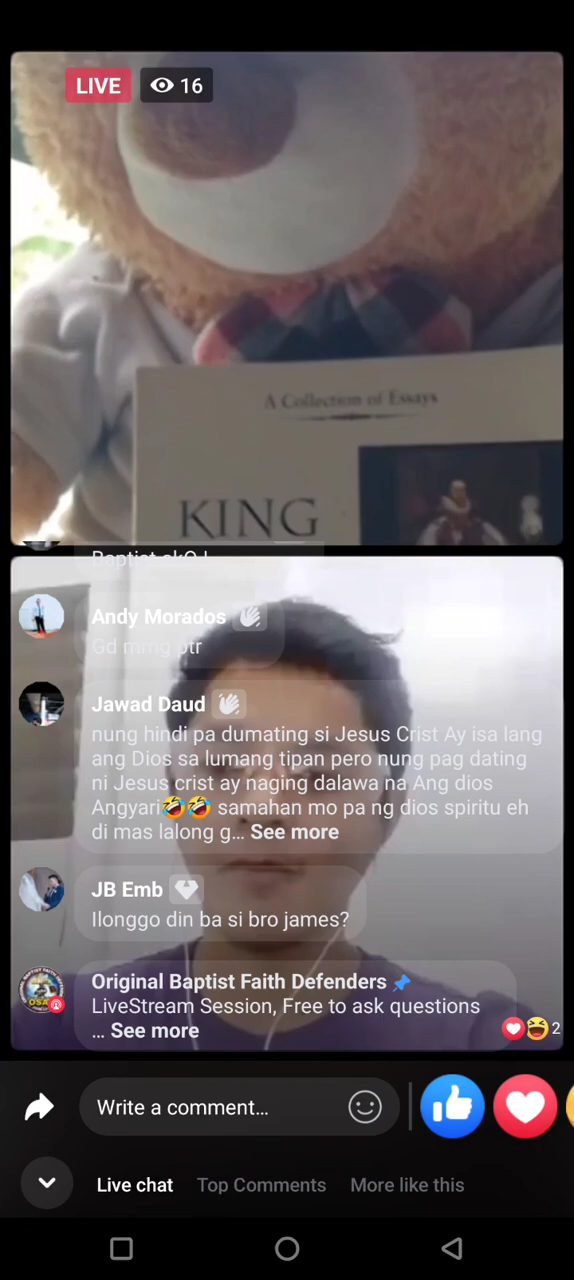 LIVE
16
A Collection of Essays
KING
Baptist akO !
Andy Morados
Gd mrng ptr
Jawad Daud
nung hindi pa dumating si Jesus Crist Ay isa lang
ang Dios sa lumang tipan pero nung pag dating
ni Jesus crist ay naging dalawa na Ang dios
Angyari🤣🤣 samahan mo pa ng dios spiritu eh
di mas lalong g... See more
JB Emb
Ilonggo din ba si bro james?
Original Baptist Faith Defenders
LiveStream Session, Free to ask questions
... See more
2
Write a comment...
Live chat Top Comments More like this